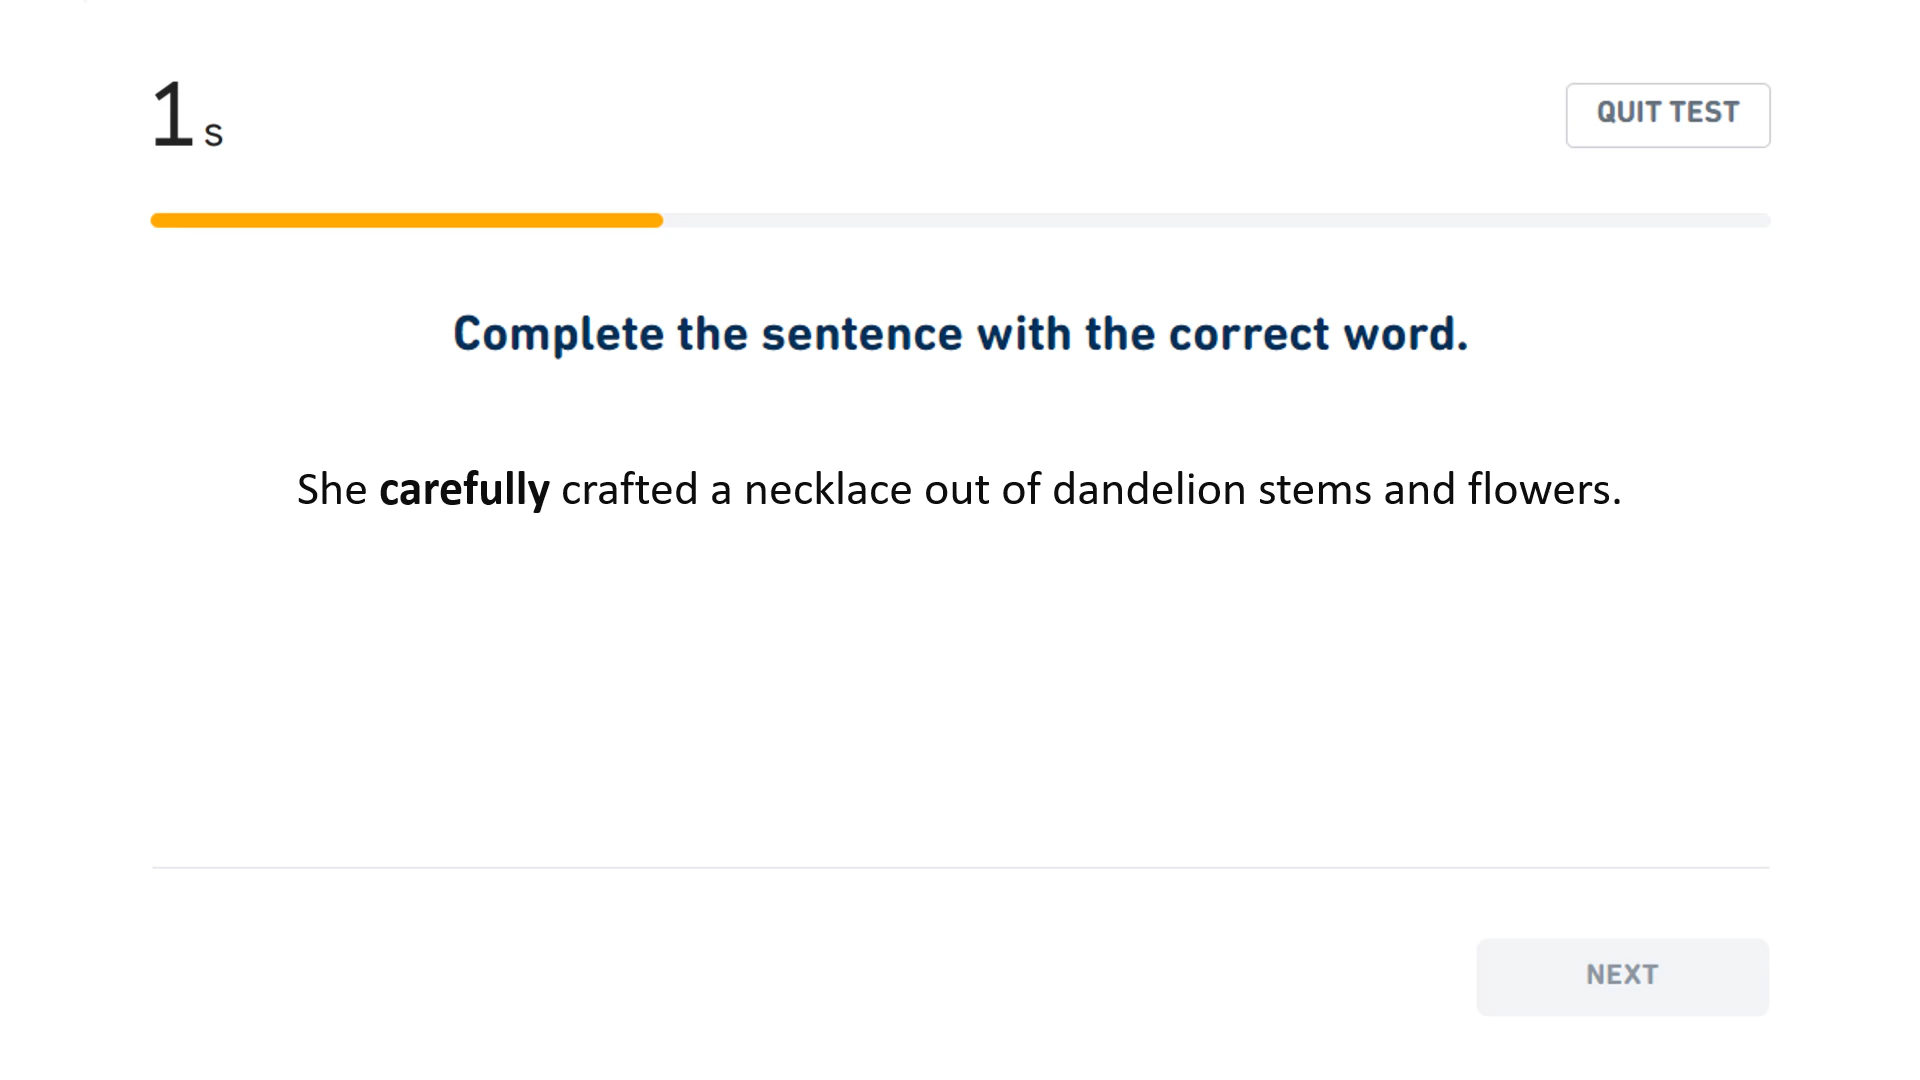 1 s
QUIT TEST
Complete the sentence with the correct word.
She carefully crafted a necklace out of dandelion stems and flowers.
NEXT